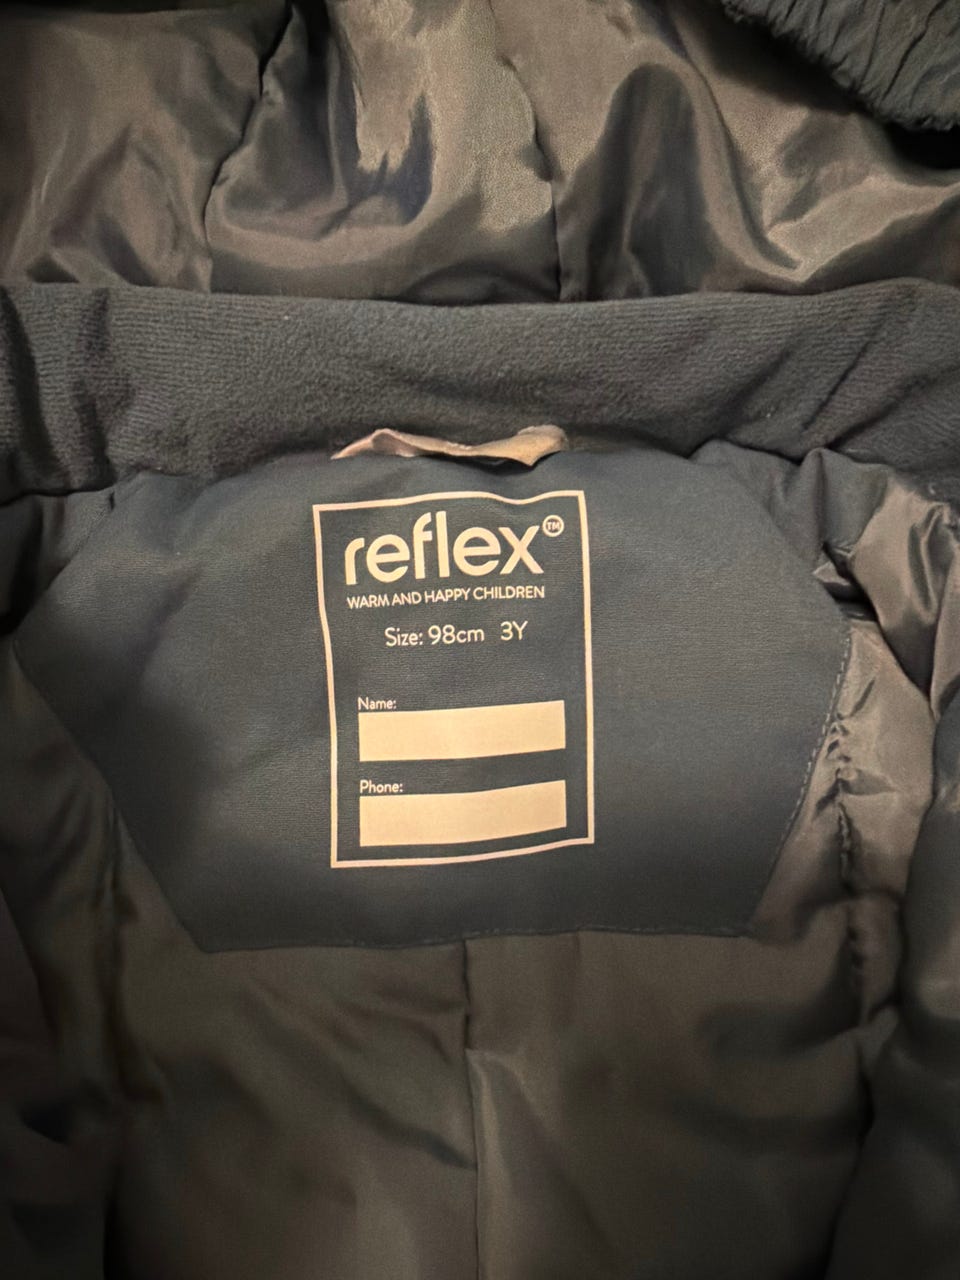 reflex™
WARM AND HAPPY CHILDREN
Size: 98cm 3Y
Name:
Phone: